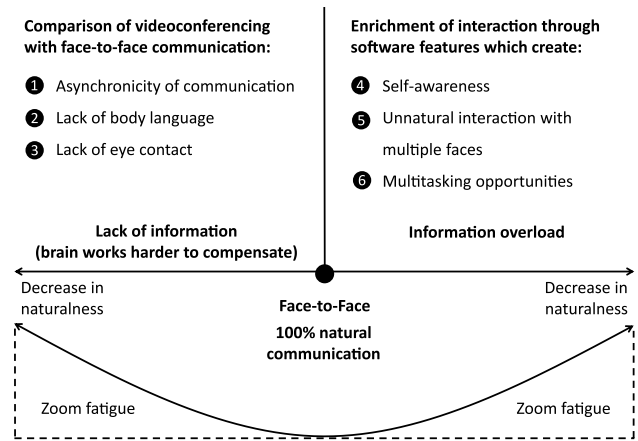 Comparison of videoconferencing
with face-to-face communication:
1 Asynchronicity of communication
2 Lack of body language
3 Lack of eye contact
Enrichment of interaction through
software features which create:
4 Self-awareness
5 Unnatural interaction with
multiple faces
6 Multitasking opportunities
Lack of information
(brain works harder to compensate)
Information overload
Decrease in
naturalness
Face-to-Face
100% natural
communication
Decrease in
naturalness
Zoom fatigue
Zoom fatigue